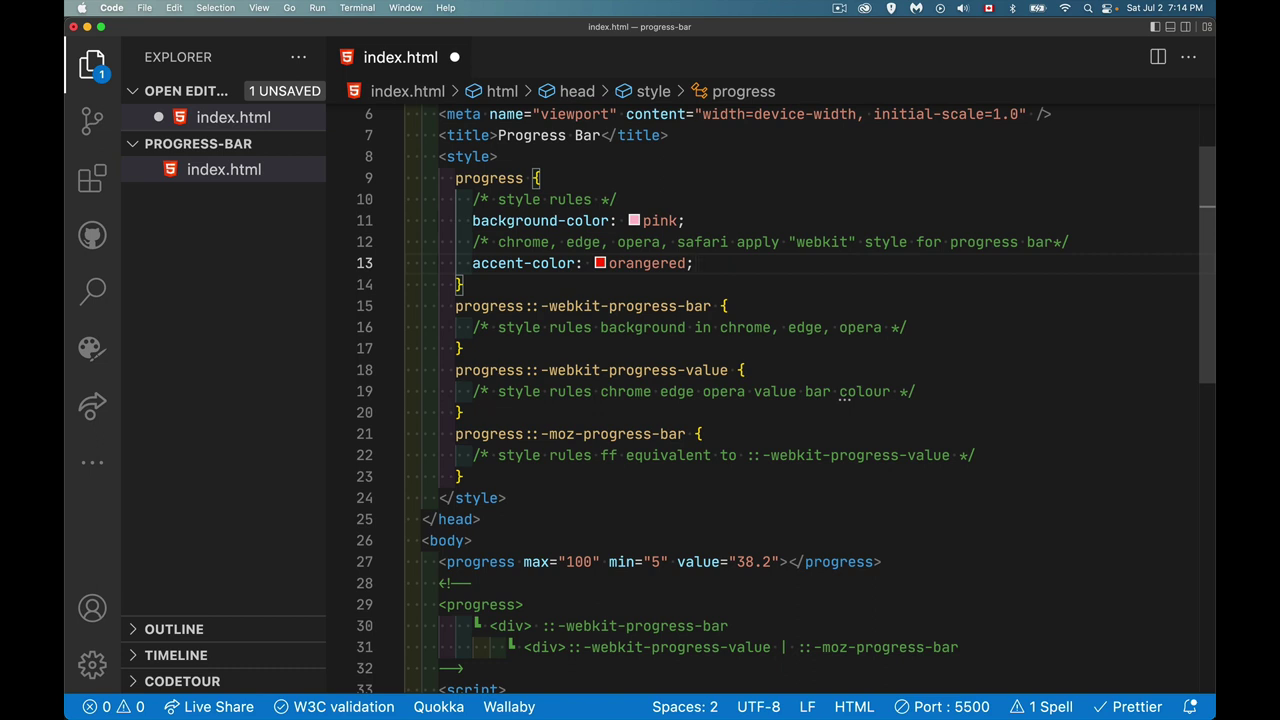 Code File Edit Selection View Go Run Terminal Window Help Sat Jul 2 7:14 PM
index.html — progress-bar
EXPLORER
index.html
OPEN EDIT... 1 UNSAVED
index.html
PROGRESS-BAR
index.html
OUTLINE
TIMELINE
CODETOUR
1
index.html > html > head > style > progress
6 <meta name="viewport" content="width=device-width, initial-scale=1.0" />
7 <title>Progress Bar</title>
8 <style>
9 progress {
10 /* style rules */
11 background-color: pink;
12 /* chrome, edge, opera, safari apply "webkit" style for progress bar*/
13 accent-color: orangered;
14 }
15 progress::-webkit-progress-bar {
16 /* style rules background in chrome, edge, opera */
17 }
18 progress::-webkit-progress-value {
19 /* style rules chrome edge opera value bar colour */
20 }
21 progress::-moz-progress-bar {
22 /* style rules ff equivalent to ::-webkit-progress-value */
23 }
24 </style>
25 </head>
26 <body>
27 <progress max="100" min="5" value="38.2"></progress>
28 <!--
29 <progress>
30 ┗ <div> ::-webkit-progress-bar
31 ┗ <div>::-webkit-progress-value | ::-moz-progress-bar
32 -->
33 <script>
0 0 Live Share W3C validation Quokka Wallaby Spaces: 2 UTF-8 LF HTML Port : 5500 1 Spell Prettier